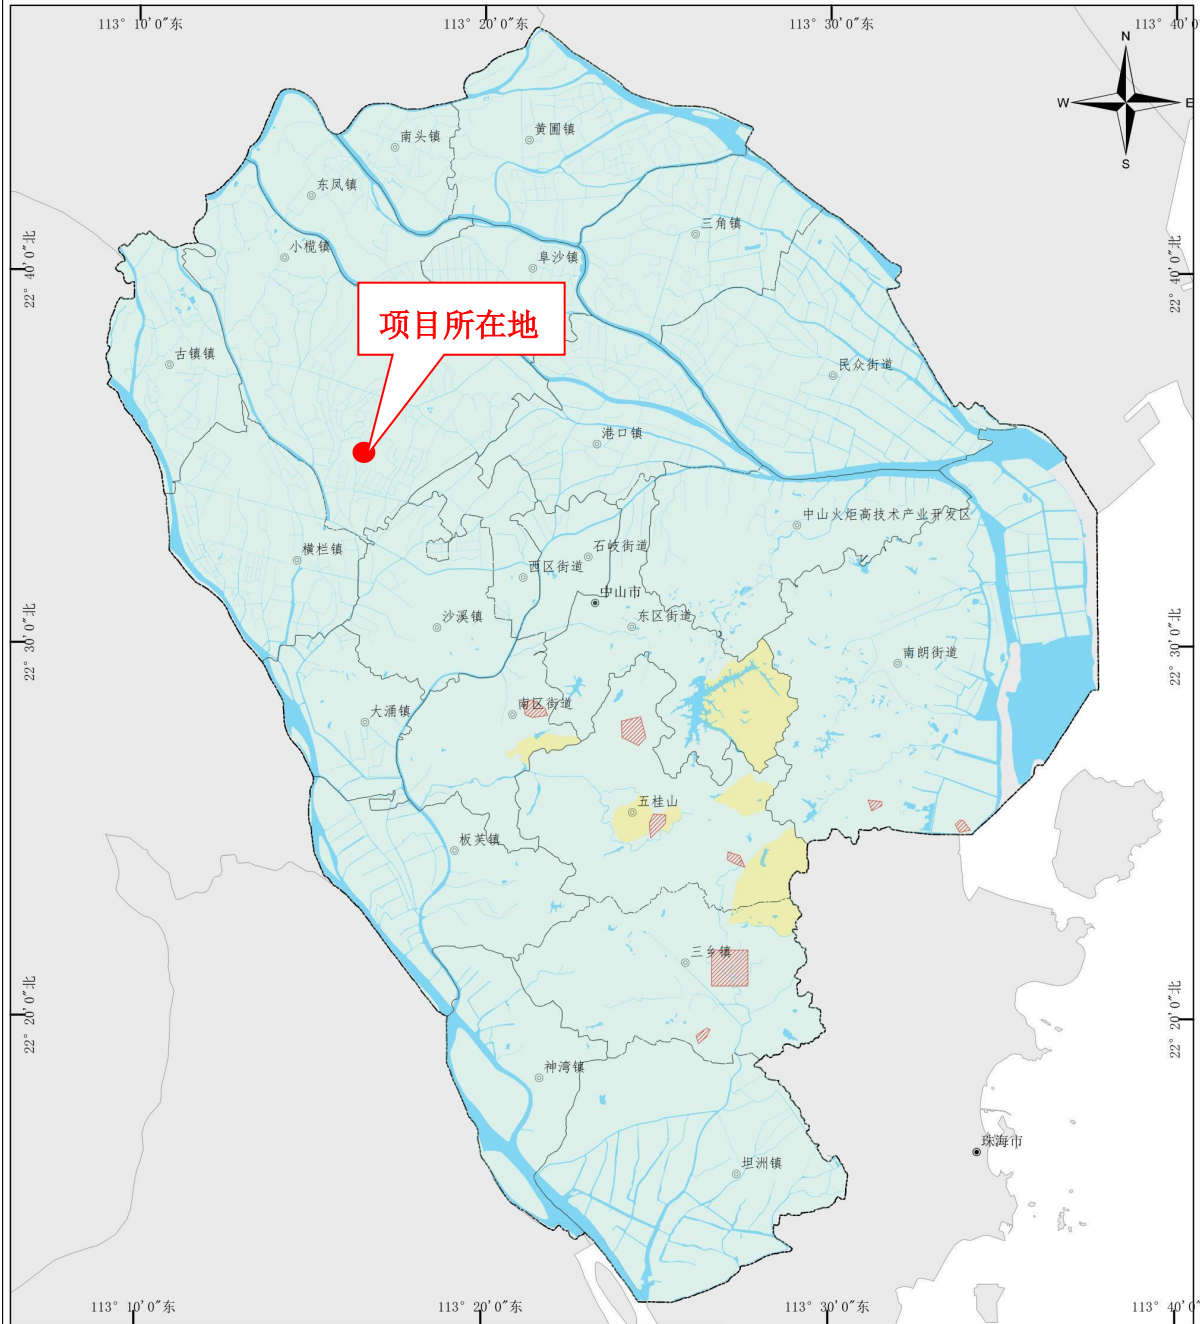 113° 10′0″东
113° 20′0″东
113° 30′0″东
113° 40′0
N
W
E
S
南头镇
黄圃镇
东凤镇
三角镇
小榄镇
阜沙镇
22° 40′0″北
22° 40′0″北
项目所在地
古镇镇
民众街道
港口镇
中山火炬高技术产业开发区
横栏镇
石岐街道
西区街道
中山市
沙溪镇
东区街道
22° 30′0″北
22° 30′0″北
南朗街道
大涌镇
南区街道
五桂山
板芙镇
三乡镇
22° 20′0″北
22° 20′0″北
神湾镇
珠海市
坦洲镇
113° 10′0″东
113° 20′0″东
113° 30′0″东
113° 40′0